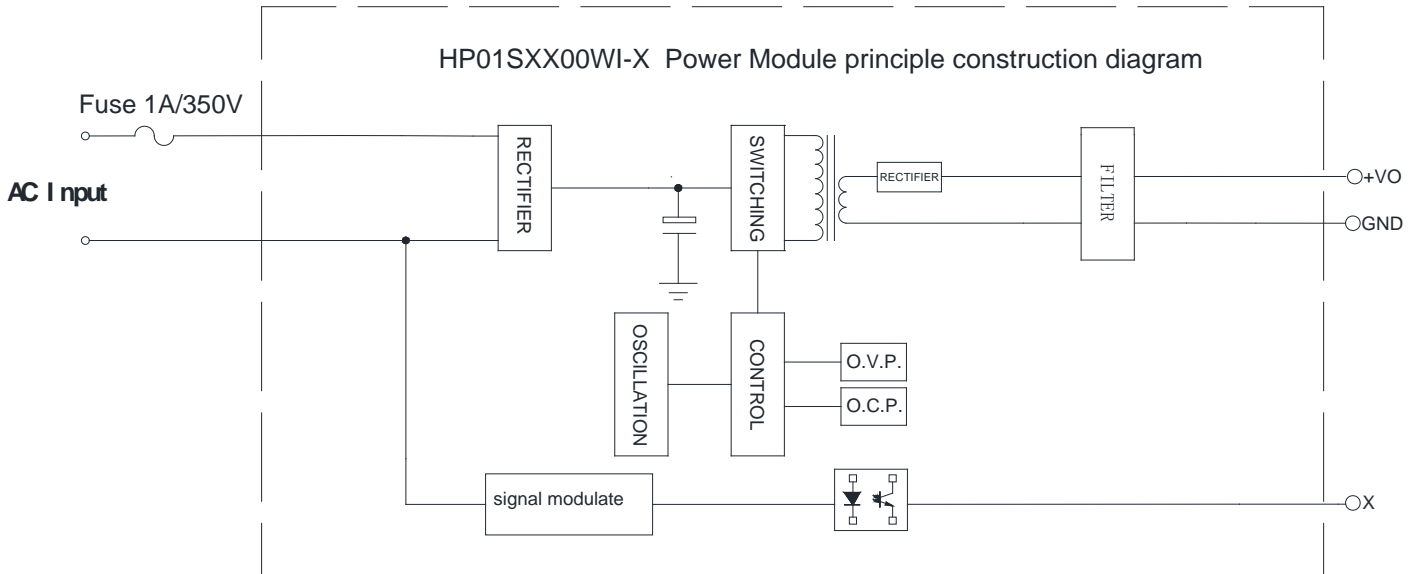 HP01SXX00WI-X Power Module principle construction diagram
Fuse 1A/350V
AC Input
RECTIFIER
SWITCHING
RECTIFIER
FILTER
+VO
GND
OSCILLATION
CONTROL
O.V.P.
O.C.P.
signal modulate
X